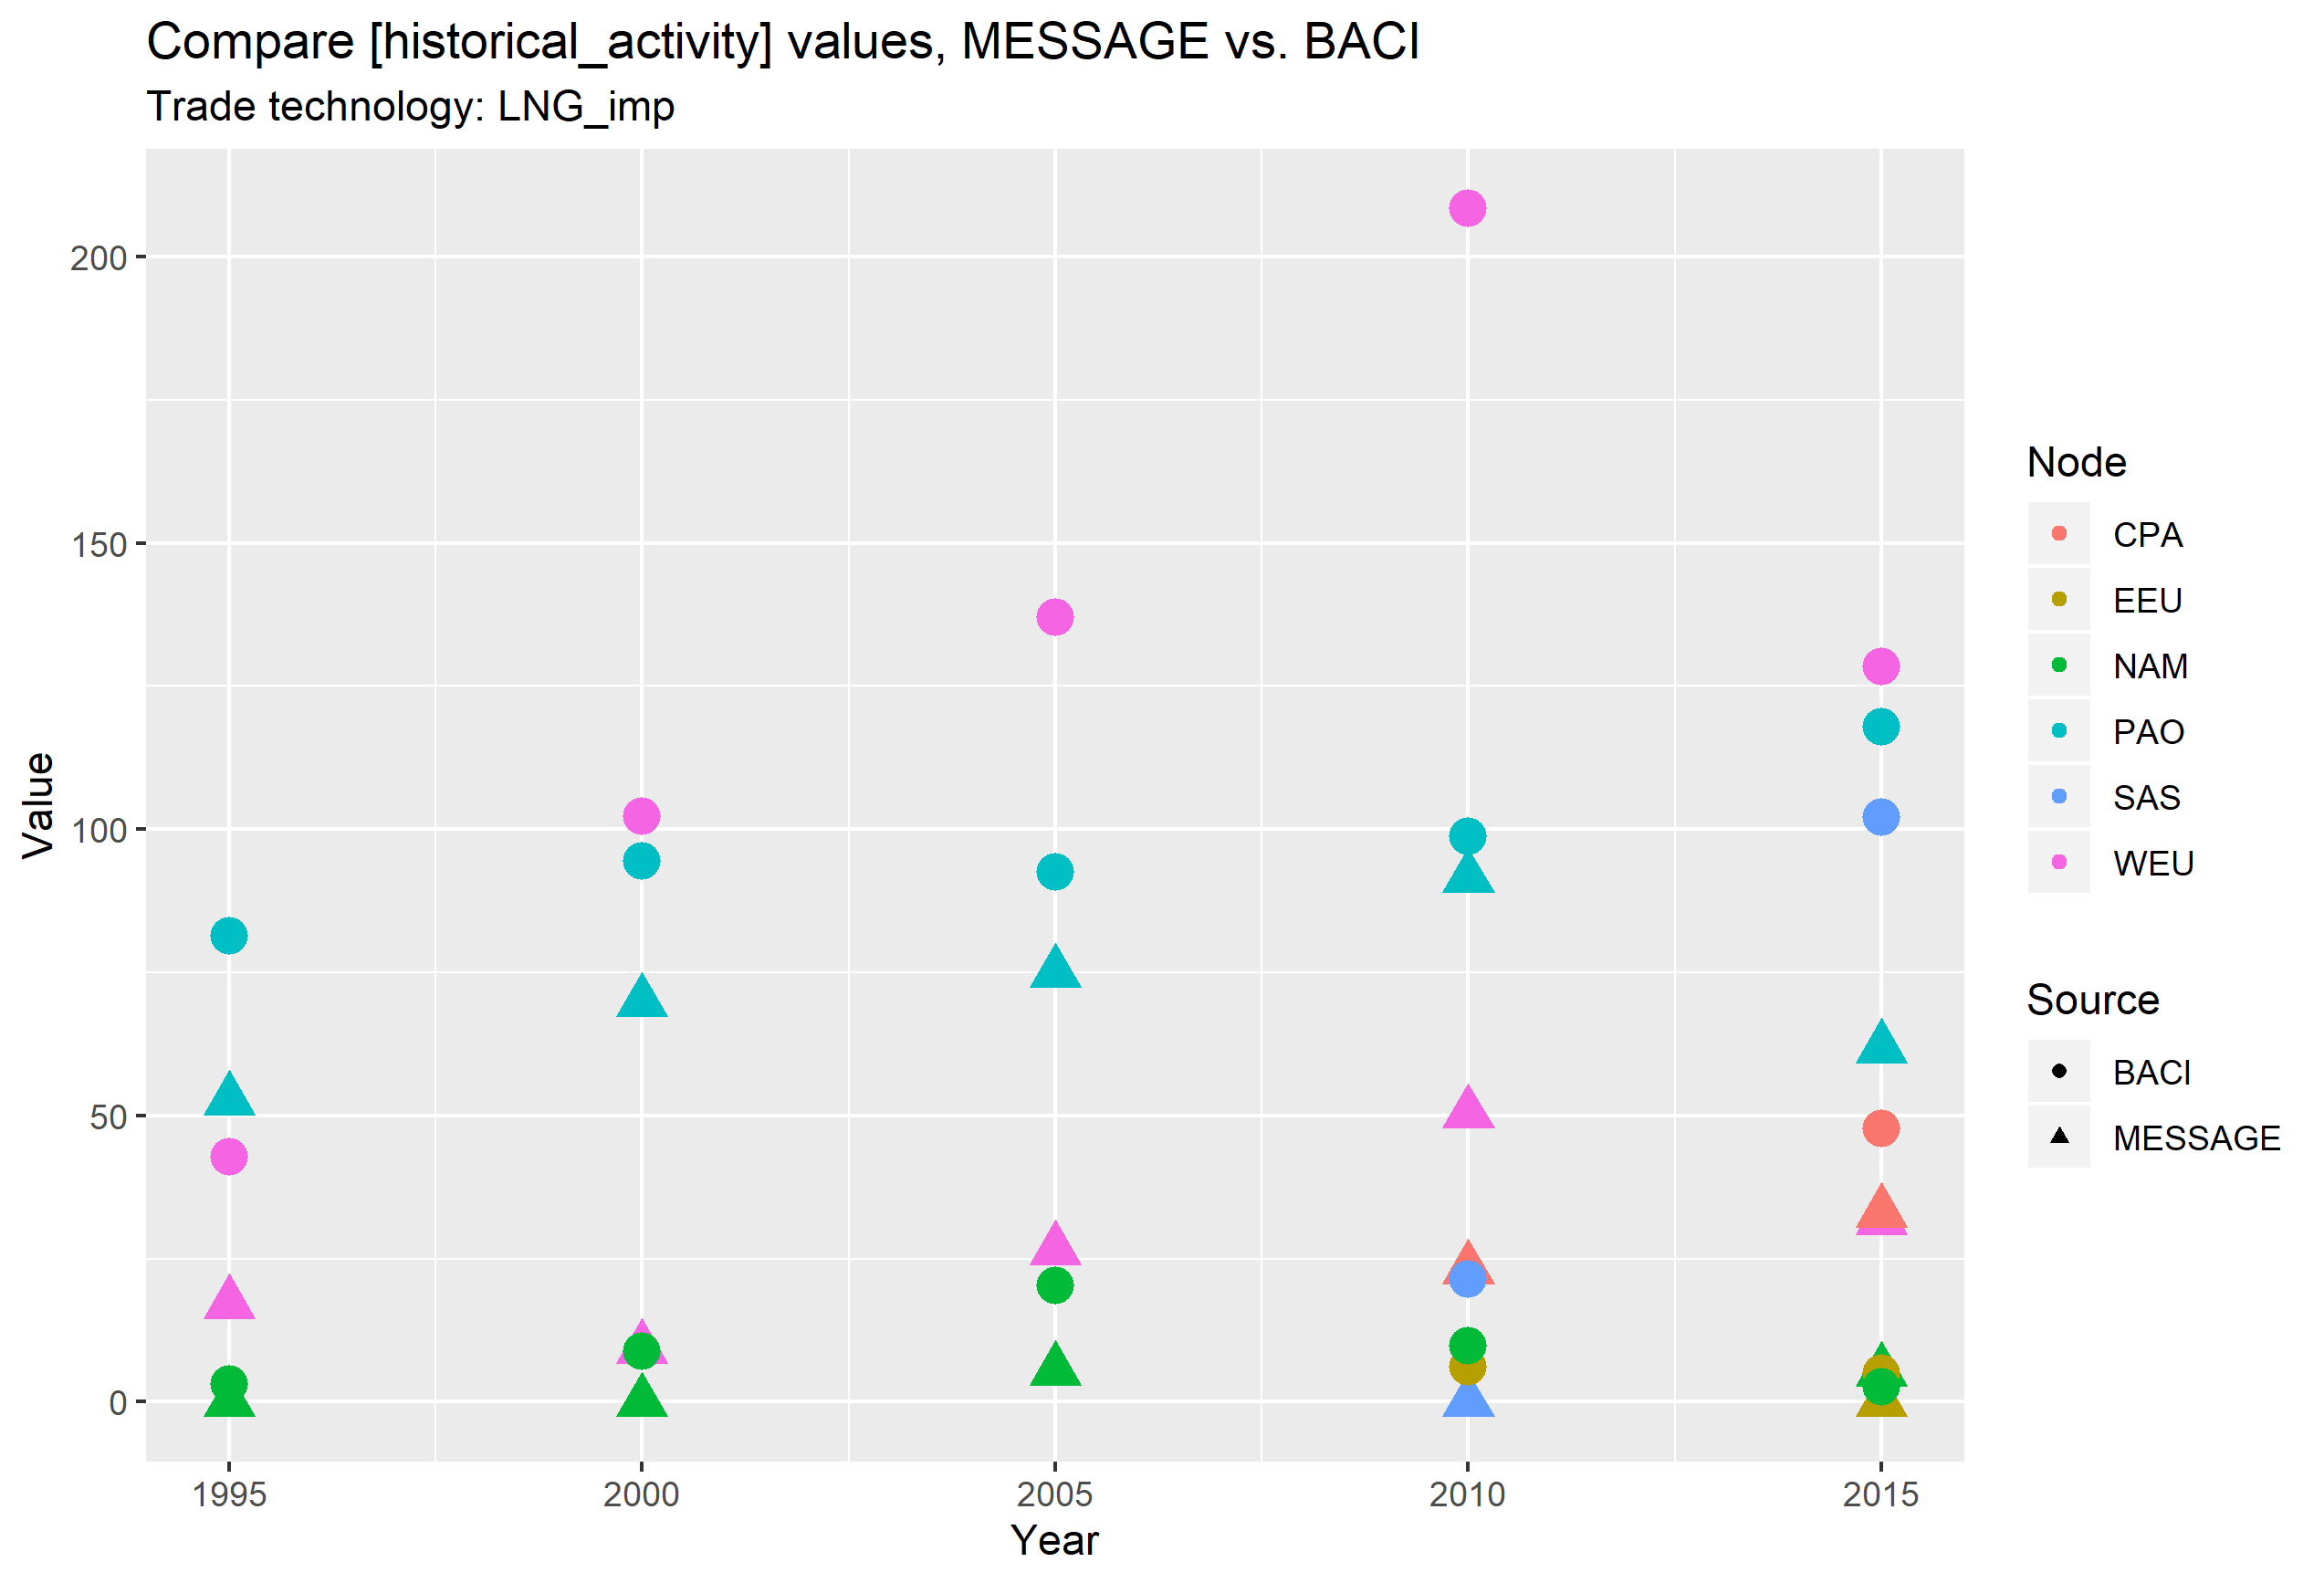 Compare [historical_activity] values, MESSAGE vs. BACI
Trade technology: LNG_imp
Value
200
150
100
50
0
1995
2000
2005
2010
2015
Year
Node
CPA
EEU
NAM
PAO
SAS
WEU
Source
BACI
MESSAGE